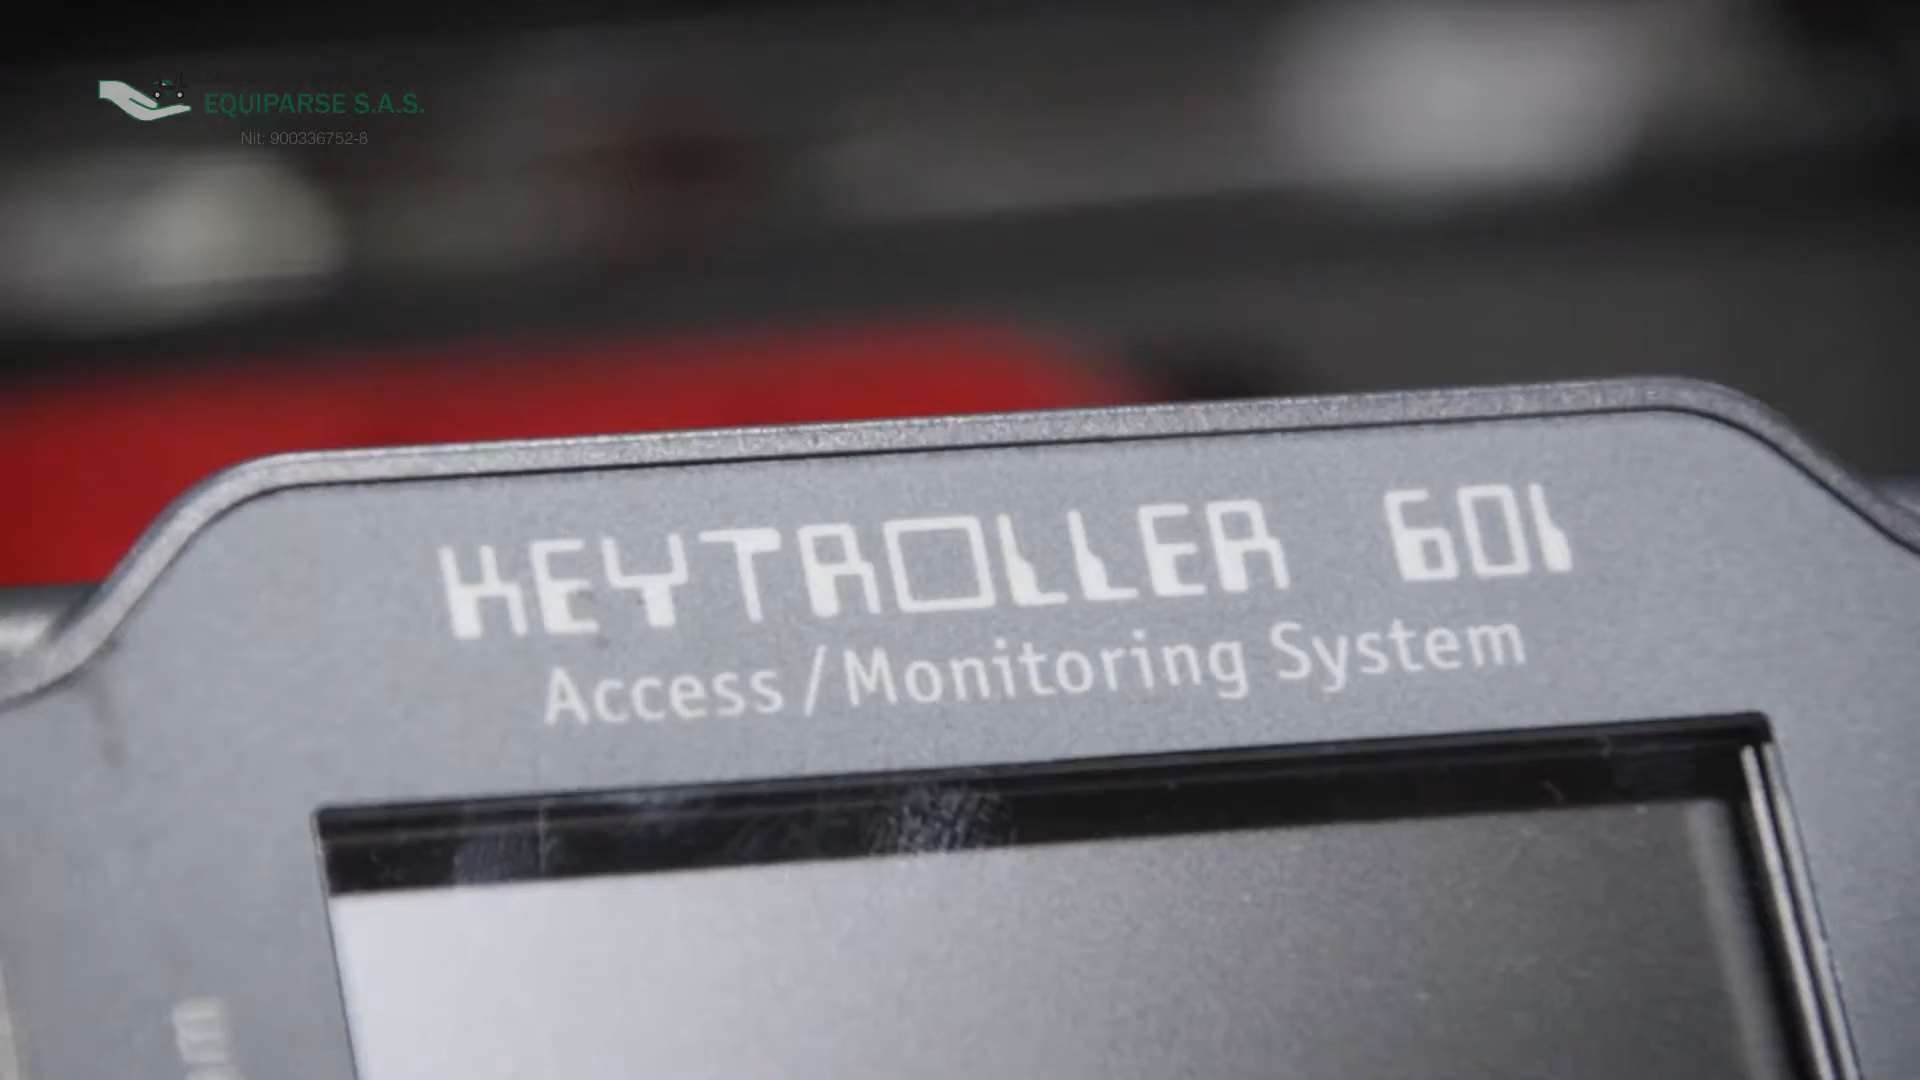 EQUIPARSE S.A.S.
Nit: 900336752-8
KEYTROLLER 601
Access/Monitoring System